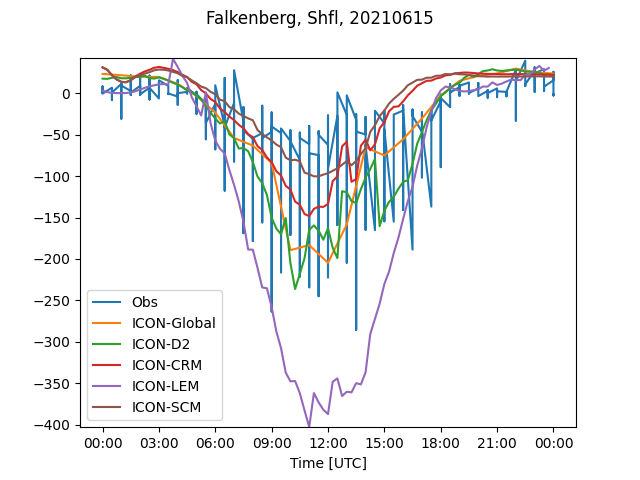 Falkenberg, Shfl, 20210615
0
−50
−100
−150
−200
−250
−300
−350
−400
Obs
ICON-Global
ICON-D2
ICON-CRM
ICON-LEM
ICON-SCM
00:00 03:00 06:00 09:00 12:00 15:00 18:00 21:00 00:00
Time [UTC]